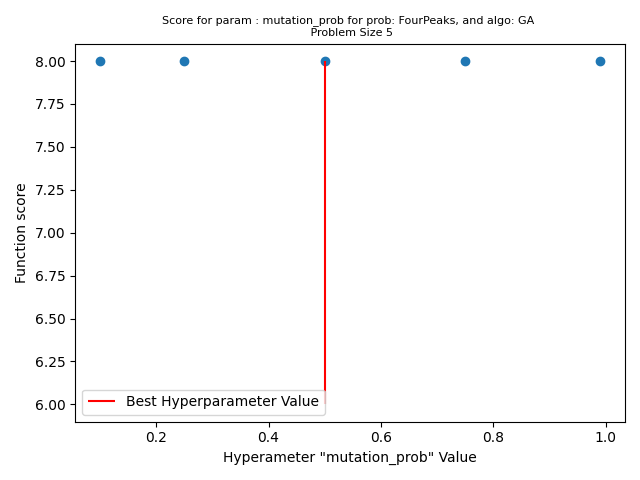 Score for param : mutation_prob for prob: FourPeaks, and algo: GA
Problem Size 5
8.00
7.75
7.50
7.25
7.00
6.75
6.50
6.25
6.00
Function score
Best Hyperparameter Value
0.2
0.4
0.6
0.8
1.0
Hyperameter "mutation_prob" Value